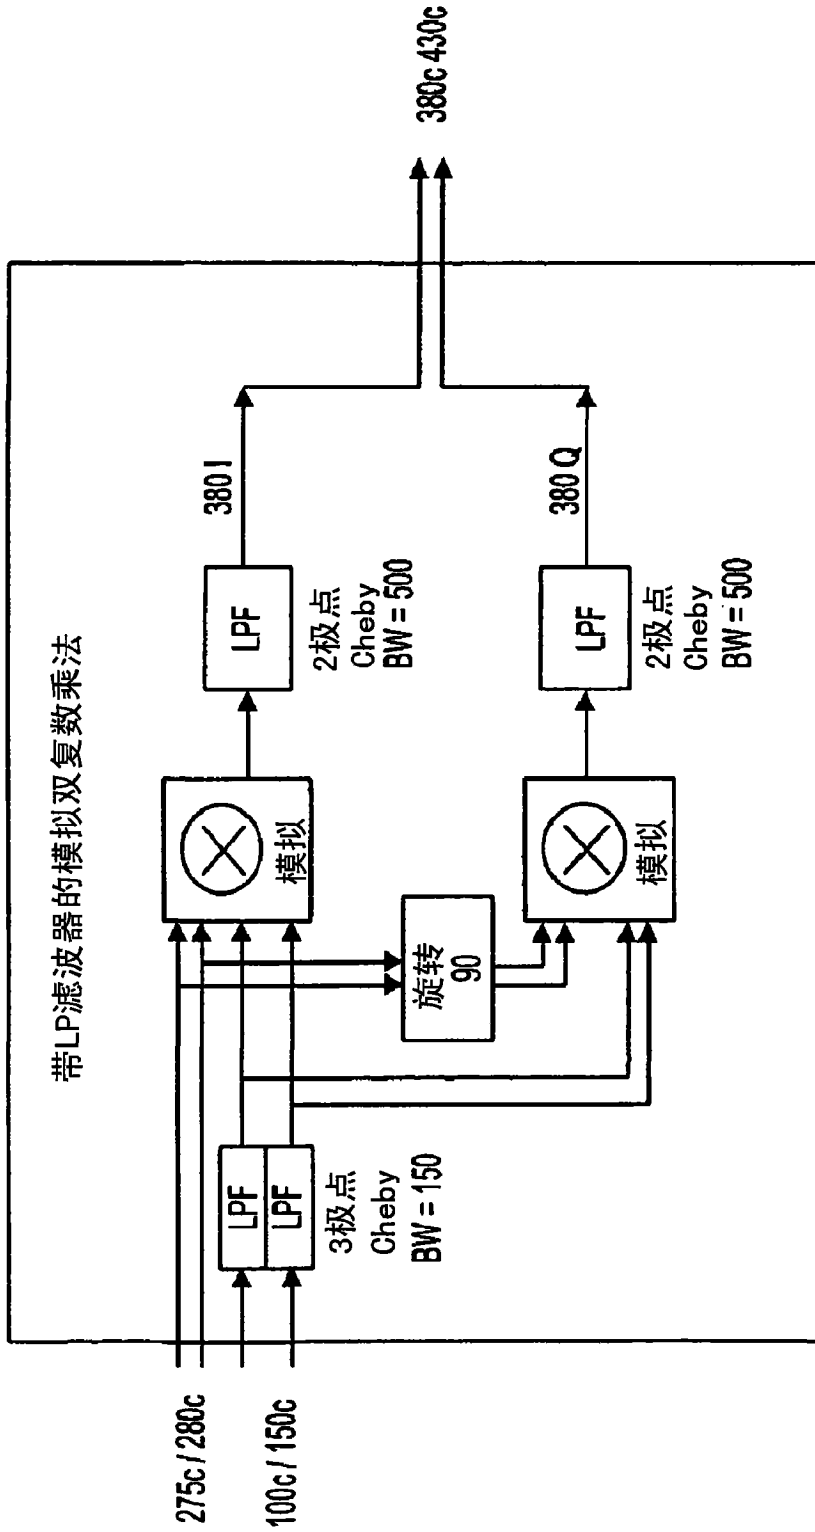 带LP滤波器的模拟双复数乘法
275c / 280c
100c / 150c
LPF
LPF
3极点
Cheby
BW = 150
旋转
90
模拟
LPF
2极点
Cheby
BW = 500
380 I
模拟
LPF
2极点
Cheby
BW = 500
380 Q
380c 430c